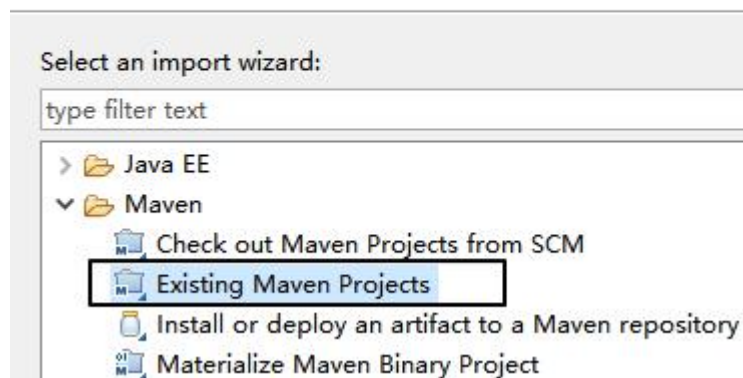 Select an import wizard:
type filter text
Java EE
Maven
Check out Maven Projects from SCM
Existing Maven Projects
Install or deploy an artifact to a Maven repository
Materialize Maven Binary Project